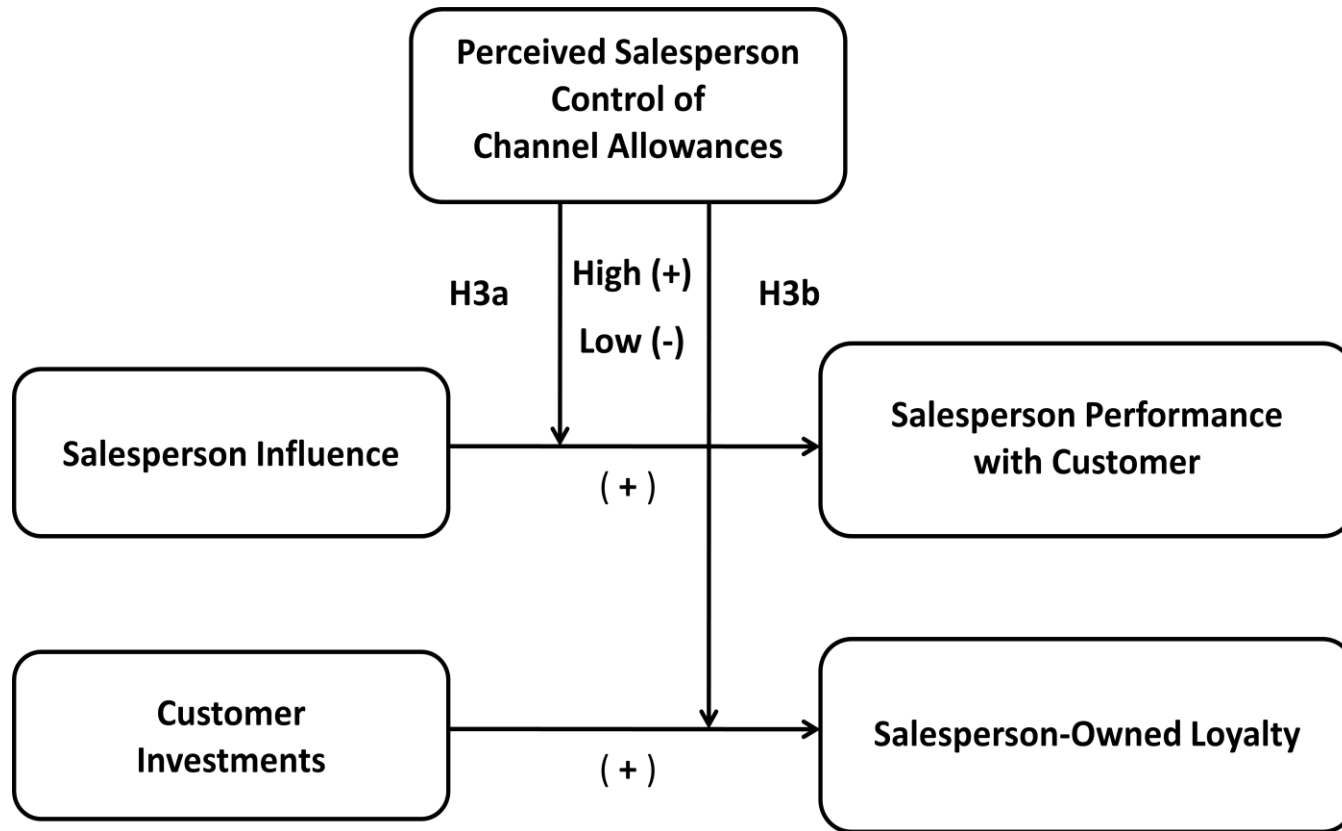 Perceived Salesperson
Control of
Channel Allowances
H3a
High (+)
Low (-)
H3b
Salesperson Influence
( + )
Salesperson Performance
with Customer
Customer
Investments
( + )
Salesperson-Owned Loyalty